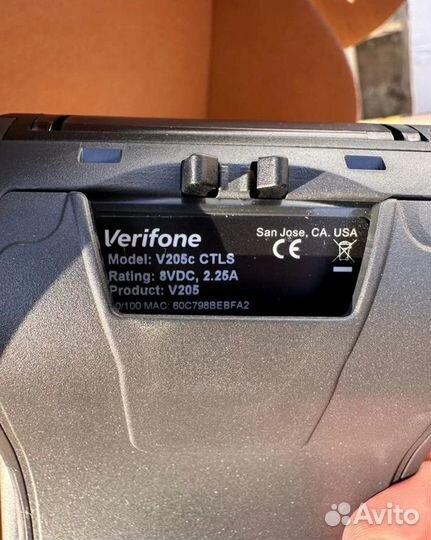 Verifone
San Jose, CA. USA
Model: V205c CTLS
CE
Rating: 8VDC, 2.25A
Product: V205
0/100 MAC: 60C798BEBFA2
Avito